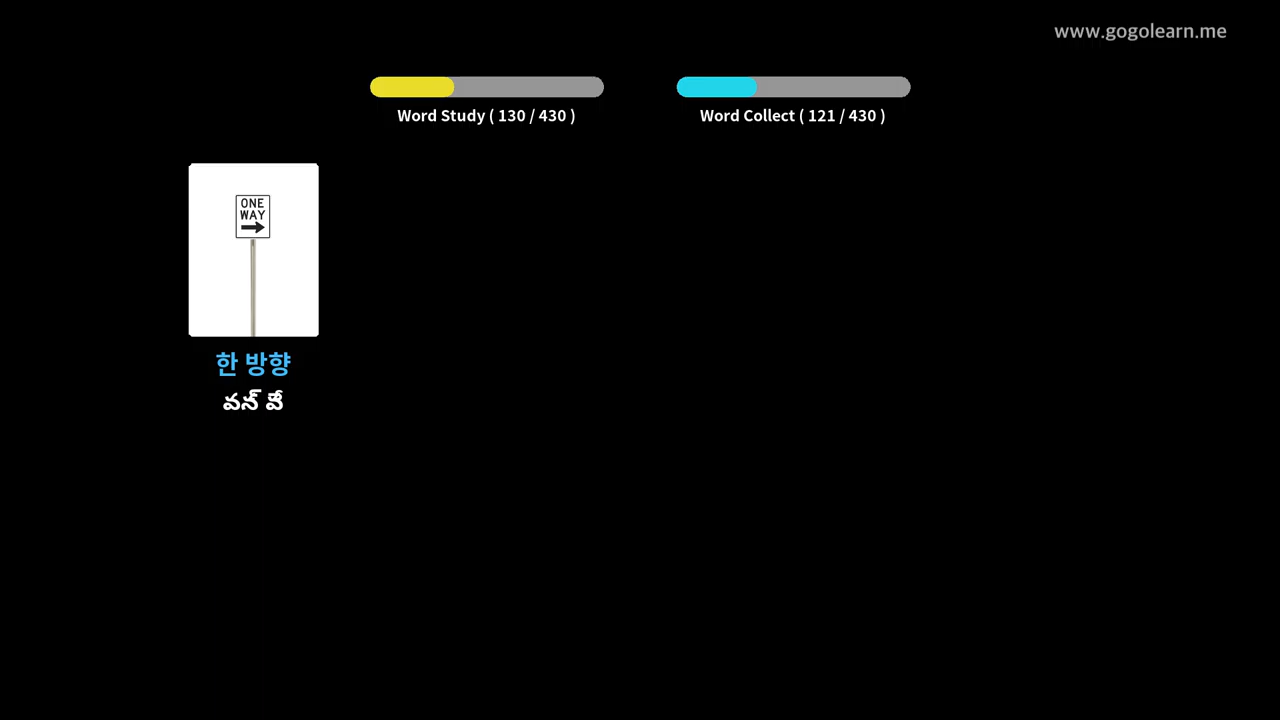 www.gogolearn.me
Word Study ( 130 / 430 )
Word Collect ( 121 / 430 )
ONE
WAY
한 방향
వన్ వే